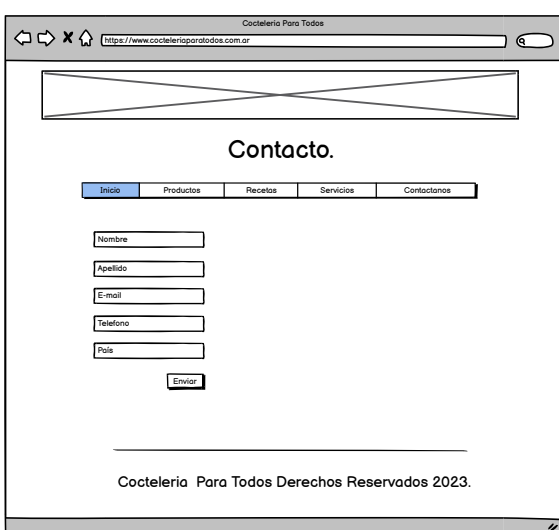 Cocteleria Para Todos
https://www.cocteleriaparatodos.com.ar
Contacto.
Inicio Productos Recetas Servicios Contactanos
Nombre
Apellido
E-mail
Telefono
País
Enviar
Cocteleria Para Todos Derechos Reservados 2023.